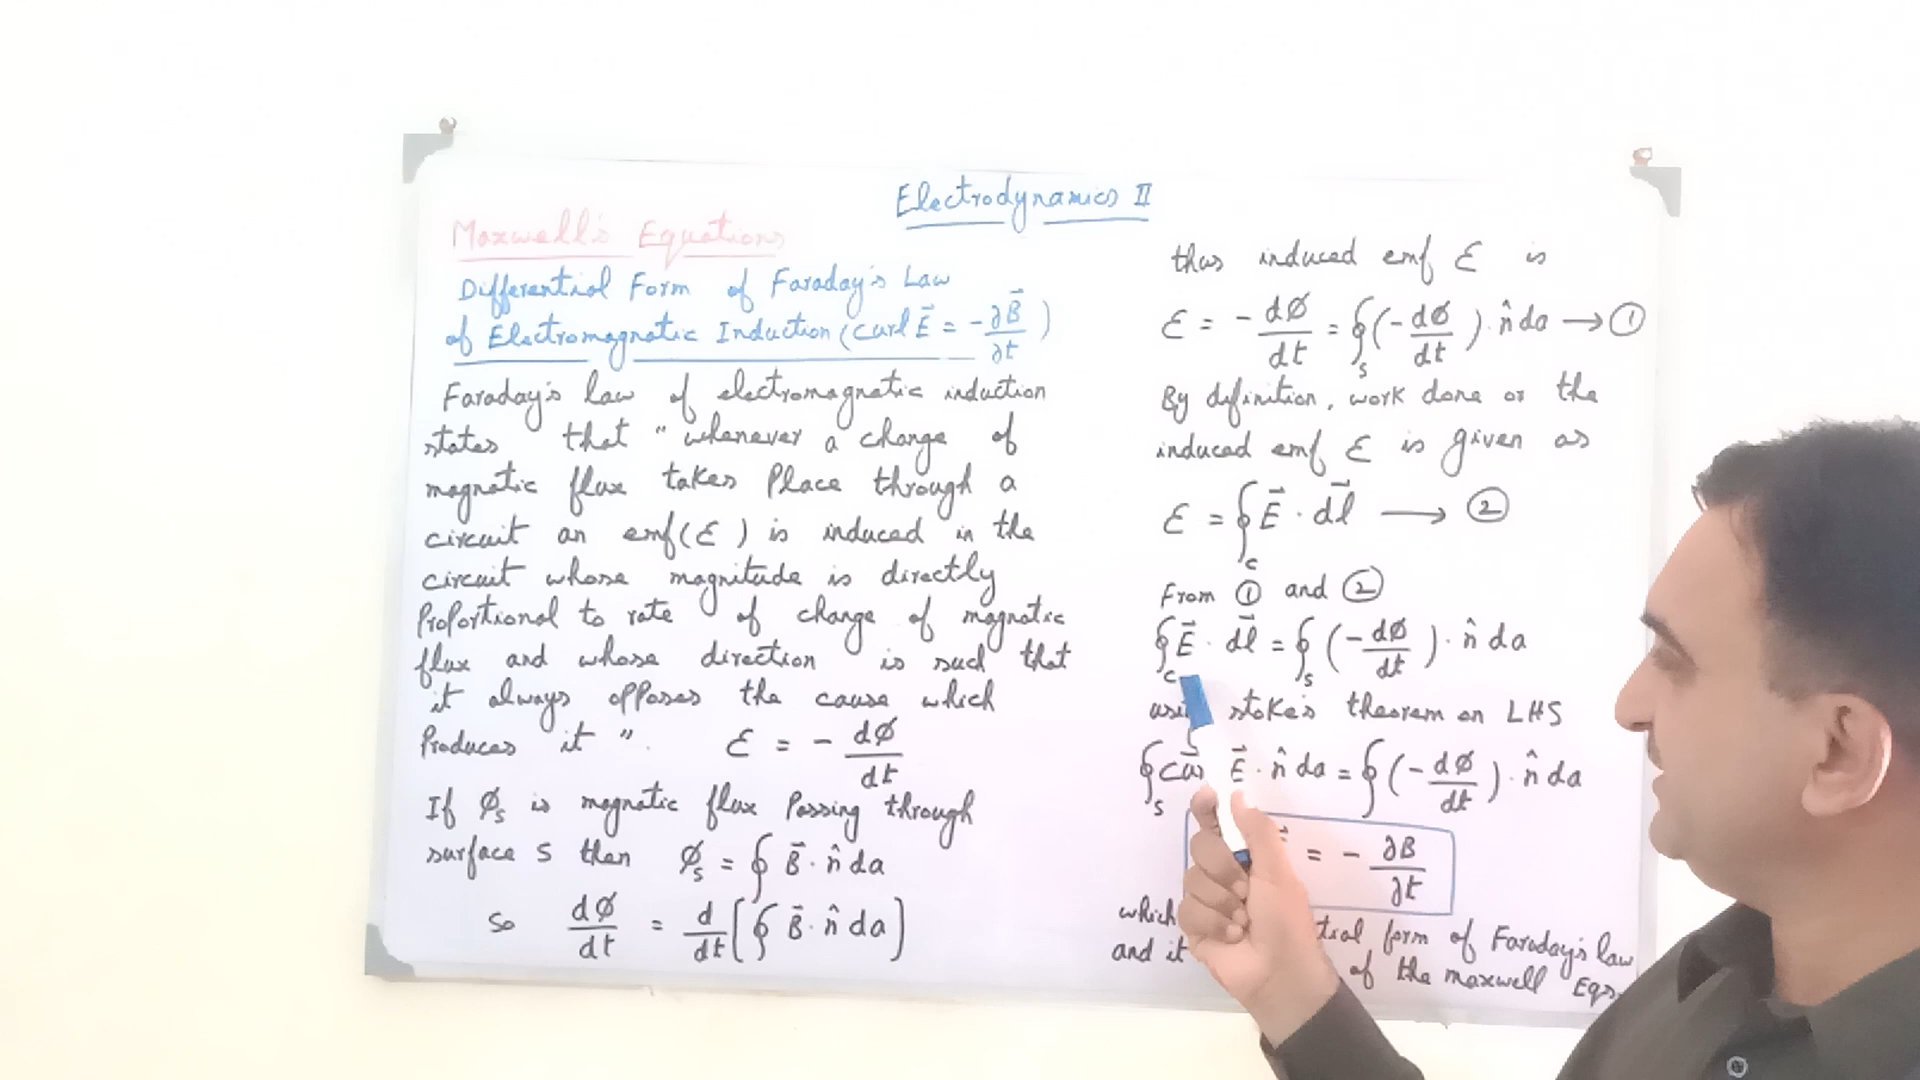 Electrodynamics II
Maxwell's Equations
Differential Form of Faraday's Law
of Electromagnetic Induction (curl E⃗ = -∂B⃗/∂t)
Faraday's law of electromagnetic induction
states that "whenever a change of
magnetic flux takes Place through a
circuit an emf(ε) is induced in the
circuit whose magnitude is directly
Proportional to rate of change of magnetic
flux and whose direction is such that
it always opposes the cause which
Produces it". ε = - dØ/dt
If Øs is magnetic flux Passing through
surface S then Øs = ∮ B⃗ · n̂ da
So dØ/dt = d/dt [∮ B⃗ · n̂ da]
thus induced emf ε is
ε = - dØ/dt = ∮s (- dØ/dt) · n̂ da → ①
By definition, work done or the
induced emf ε is given as
ε = ∮c E⃗ · dl⃗ → ②
From ① and ②
∮c E⃗ · dl⃗ = ∮s (- dØ/dt) · n̂ da
stoke's theorem on LHS
∮s E⃗ · n̂ da = ∮ (- dØ/dt) · n̂ da
= - ∂B/∂t
which form of Faraday's law
and it of the maxwell Eqs.